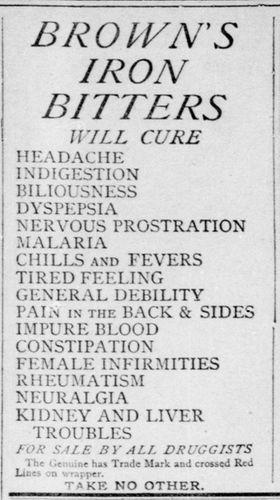 BROWN'S
IRON
BITTERS
WILL CURE
HEADACHE
INDIGESTION
BILIOUSNESS
DYSPEPSIA
NERVOUS PROSTRATION
MALARIA
CHILLS AND FEVERS
TIRED FEELING
GENERAL DEBILITY
PAIN IN THE BACK & SIDES
IMPURE BLOOD
CONSTIPATION
FEMALE INFIRMITIES
RHEUMATISM
NEURALGIA
KIDNEY AND LIVER
TROUBLES
FOR SALE BY ALL DRUGGISTS
The Genuine has Trade Mark and crossed Red
Lines on wrapper.
TAKE NO OTHER.